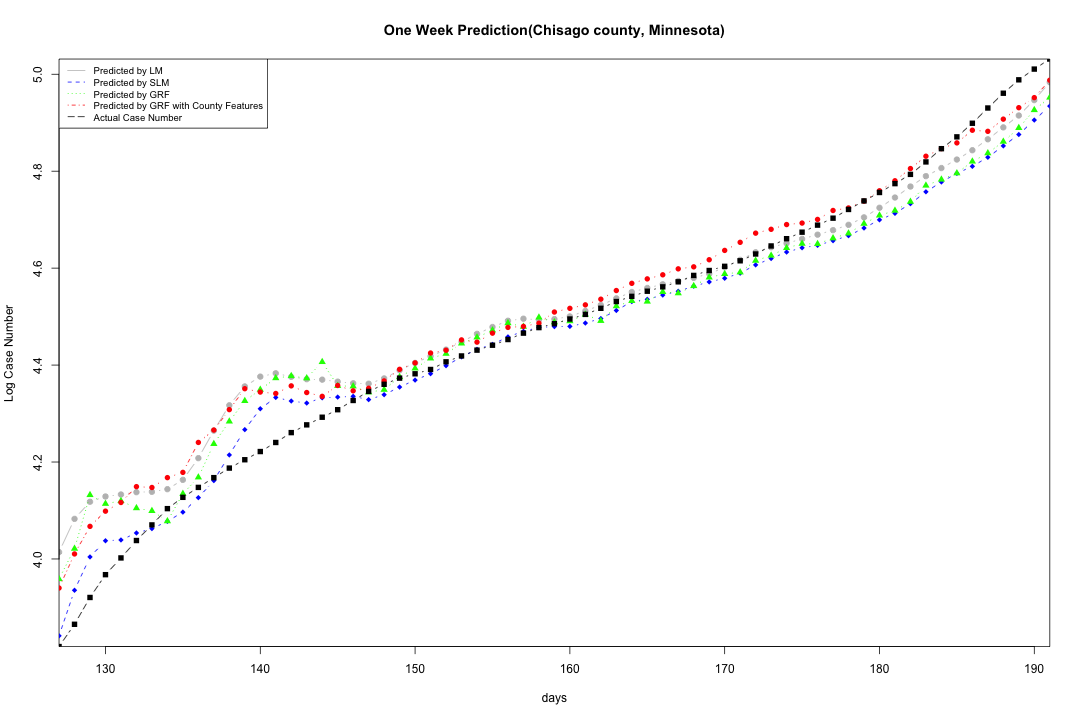 One Week Prediction(Chisago county, Minnesota)
Predicted by LM
Predicted by SLM
Predicted by GRF
Predicted by GRF with County Features
Actual Case Number
Log Case Number
5.0
4.8
4.6
4.4
4.2
4.0
130 140 150 160 170 180 190
days